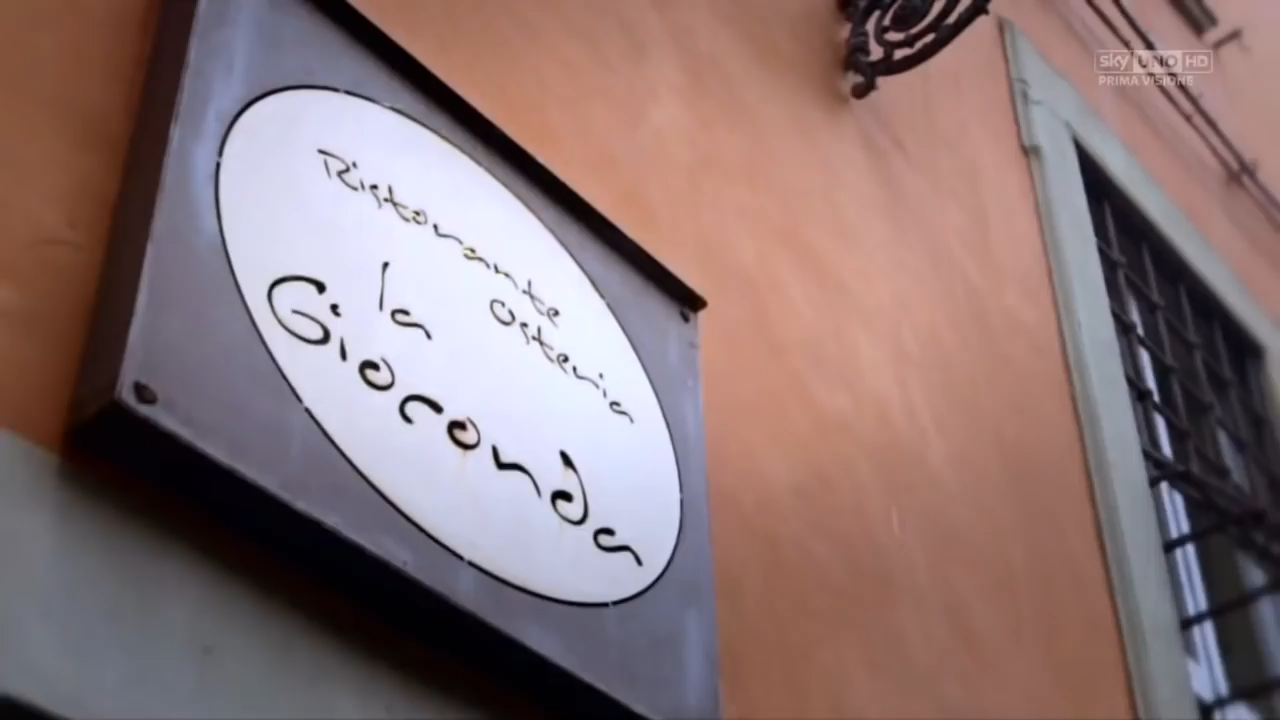 Ristorante
Osteria
la
Gioconda
sky UNO HD
PRIMA VISIONE